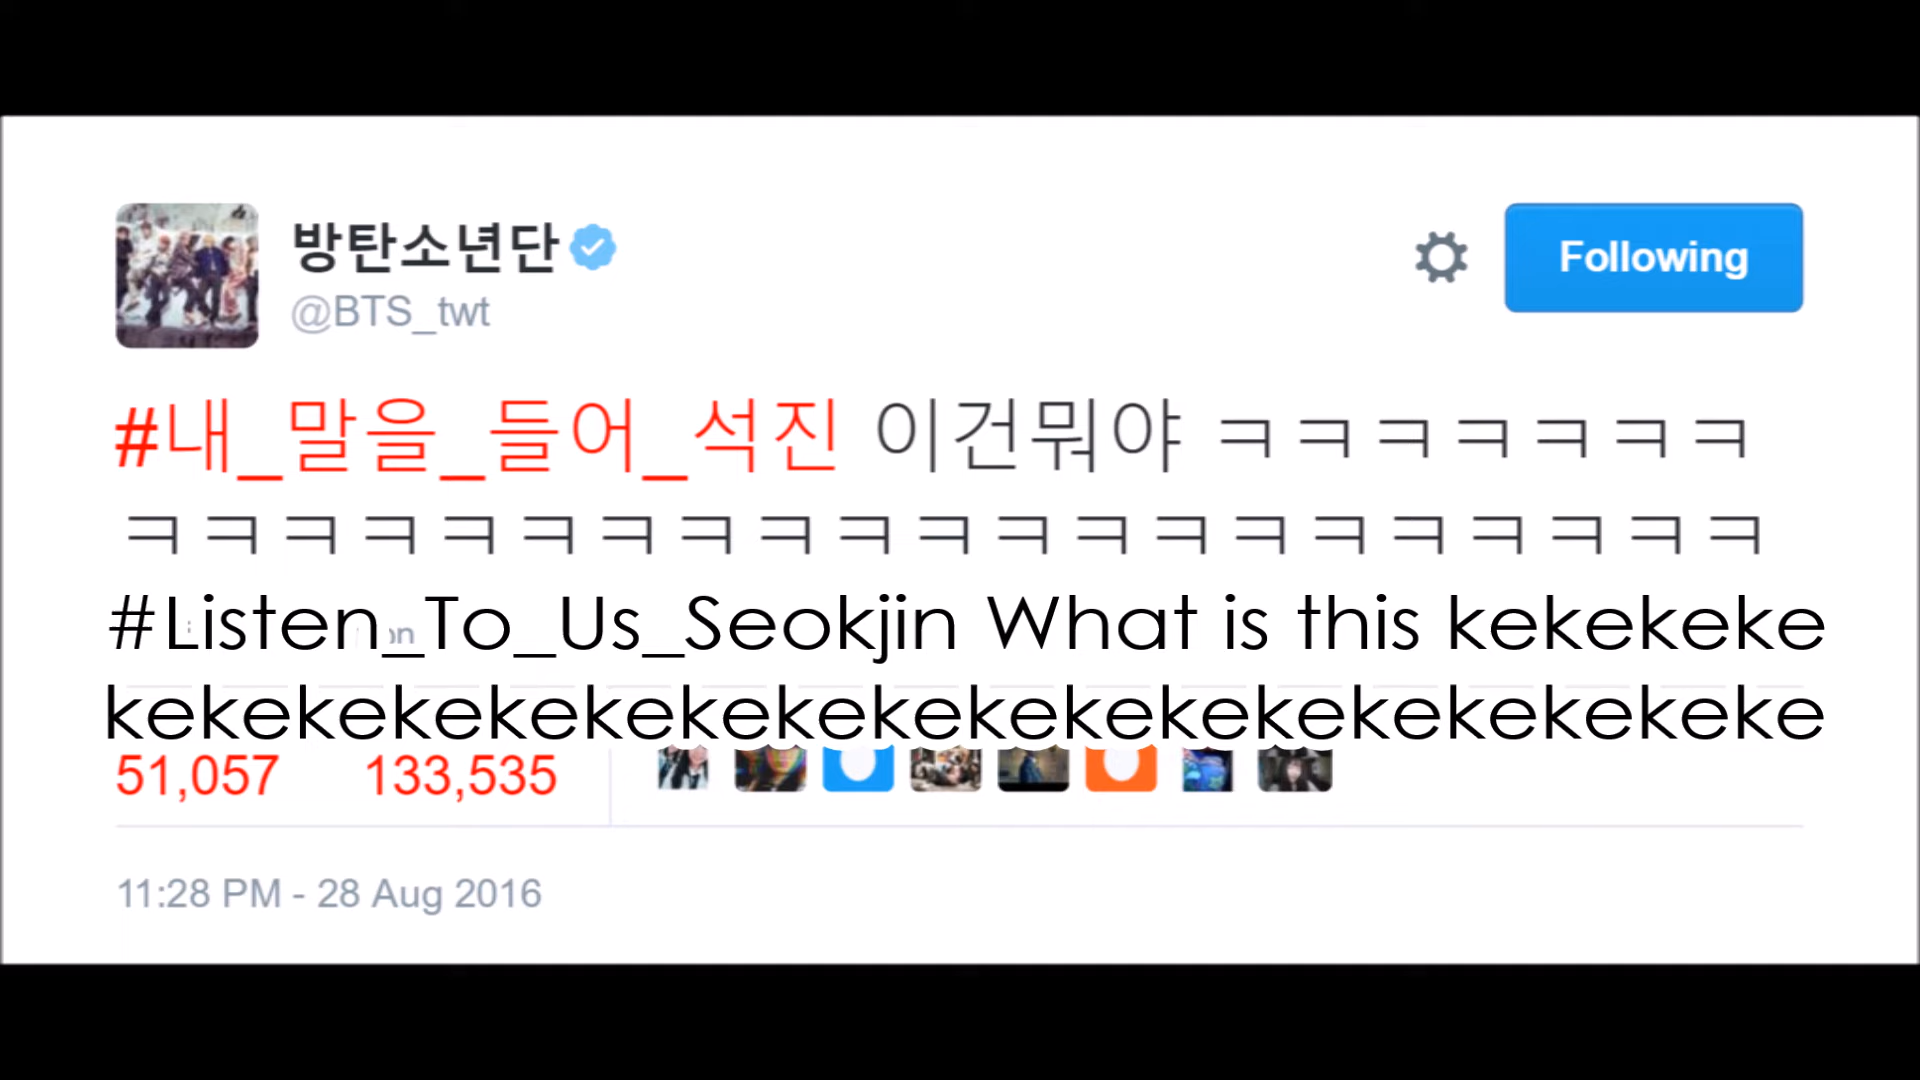 방탄소년단
@BTS_twt
Following
#내_말을_들어_석진 이건뭐야 ㅋㅋㅋㅋㅋㅋㅋ
ㅋㅋㅋㅋㅋㅋㅋㅋㅋㅋㅋㅋㅋㅋㅋㅋㅋㅋㅋㅋㅋ
#Listen_To_Us_Seokjin What is this kekekeke
kekekekekekekekekekekekekekekekekeke
51,057 133,535
11:28 PM - 28 Aug 2016